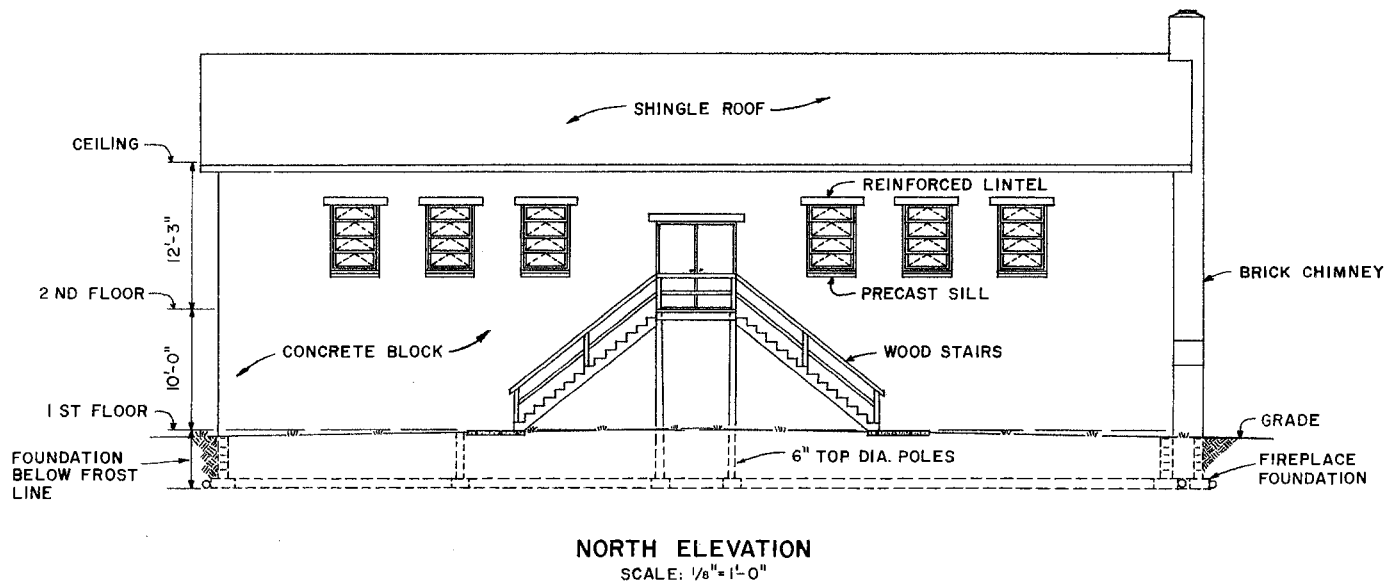 SHINGLE ROOF
CEILING
REINFORCED LINTEL
12'-3"
BRICK CHIMNEY
2 ND FLOOR
PRECAST SILL
CONCRETE BLOCK
WOOD STAIRS
10'-0"
1 ST FLOOR
GRADE
FOUNDATION
BELOW FROST
LINE
6" TOP DIA. POLES
FIREPLACE
FOUNDATION
NORTH ELEVATION
SCALE: 1/8"=1'-0"